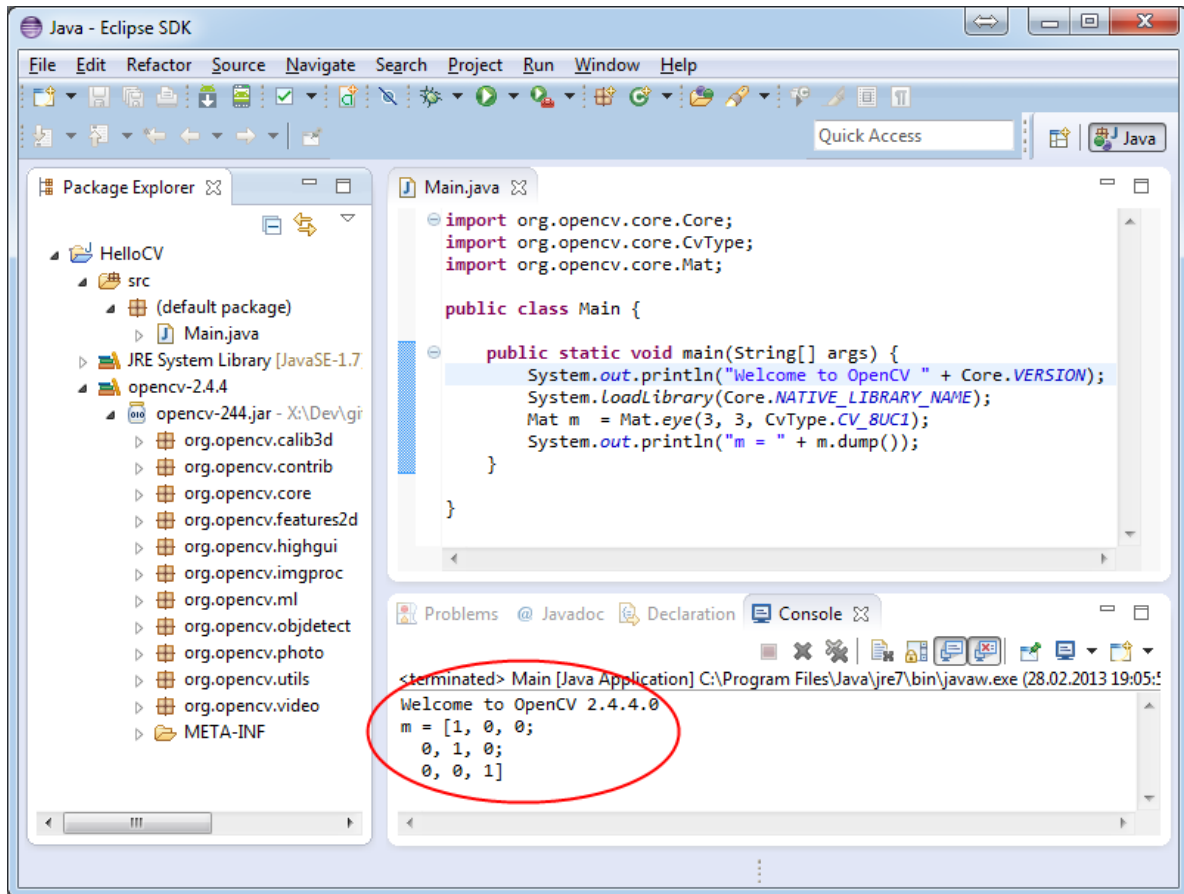 Java - Eclipse SDK
File Edit Refactor Source Navigate Search Project Run Window Help
Quick Access
Java
Package Explorer
HelloCV
src
(default package)
Main.java
JRE System Library [JavaSE-1.7
opencv-2.4.4
opencv-244.jar - X:\Dev\gi
org.opencv.calib3d
org.opencv.contrib
org.opencv.core
org.opencv.features2d
org.opencv.highgui
org.opencv.imgproc
org.opencv.ml
org.opencv.objdetect
org.opencv.photo
org.opencv.utils
org.opencv.video
META-INF
Main.java
import org.opencv.core.Core;
import org.opencv.core.CvType;
import org.opencv.core.Mat;
public class Main {
public static void main(String[] args) {
System.out.println("Welcome to OpenCV " + Core.VERSION);
System.loadLibrary(Core.NATIVE_LIBRARY_NAME);
Mat m  = Mat.eye(3, 3, CvType.CV_8UC1);
System.out.println("m = " + m.dump());
}
}
Problems @ Javadoc Declaration Console
<terminated> Main [Java Application] C:\Program Files\Java\jre7\bin\javaw.exe (28.02.2013 19:05:5
Welcome to OpenCV 2.4.4.0
m = [1, 0, 0;
0, 1, 0;
0, 0, 1]